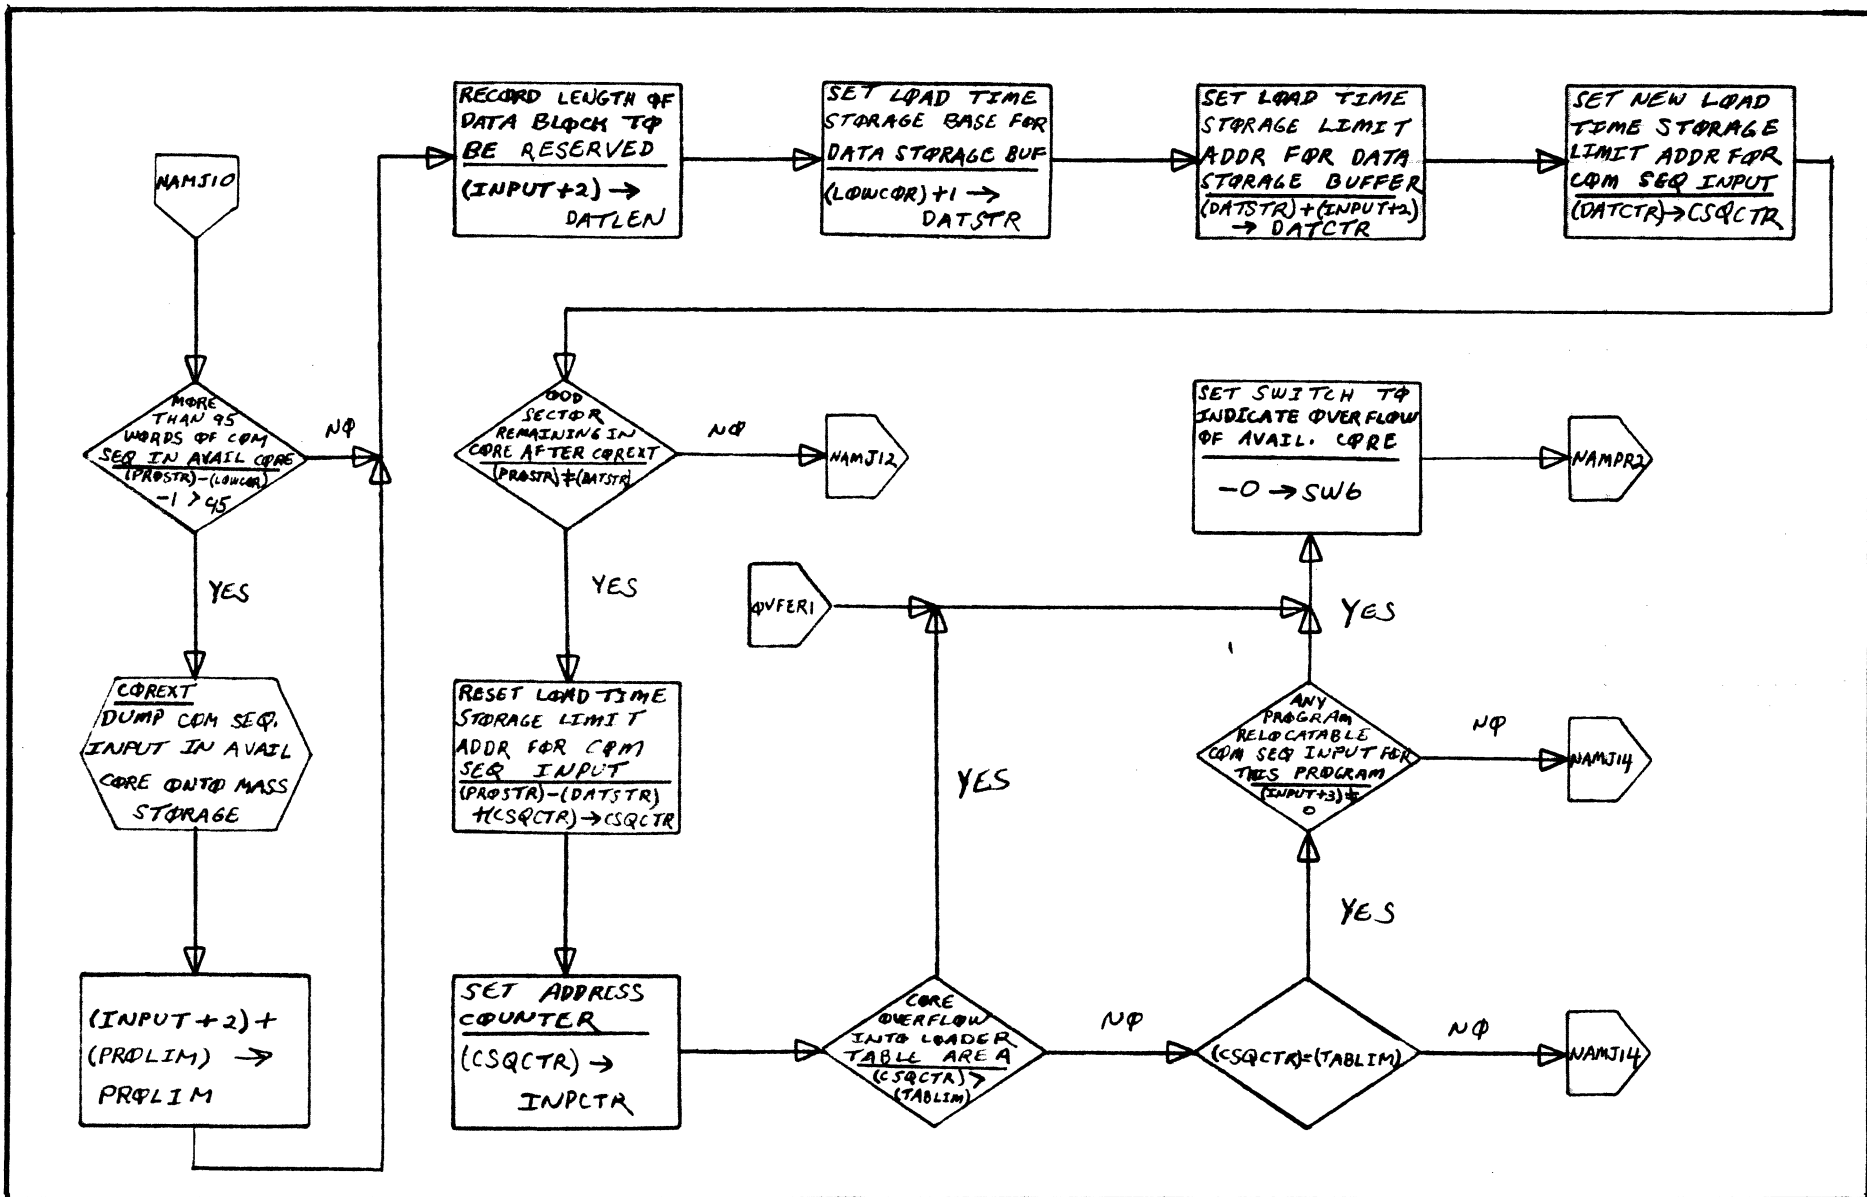 NAMJ10
MORE
THAN 95
WORDS OF COM
SEQ IN AVAIL CORE
(PROSTR)-(LOWCOR)
-1 > 95
NO
YES
COREXT
DUMP COM SEQ.
INPUT IN AVAIL
CORE ONTO MASS
STORAGE
(INPUT+2)+
(PROLIM) →
PROLIM
RECORD LENGTH OF
DATA BLOCK TO
BE RESERVED
(INPUT+2) →
DATLEN
SET LOAD TIME
STORAGE BASE FOR
DATA STORAGE BUF
(LOWCOR)+1 →
DATSTR
SET LOAD TIME
STORAGE LIMIT
ADDR FOR DATA
STORAGE BUFFER
(DATSTR)+(INPUT+2)
→ DATCTR
SET NEW LOAD
TIME STORAGE
LIMIT ADDR FOR
COM SEQ INPUT
(DATCTR)→CSQCTR
ODD
SECTOR
REMAINING IN
CORE AFTER COREXT
(PROSTR)≠(DATSTR)
NO
NAMJ12
YES
RESET LOAD TIME
STORAGE LIMIT
ADDR FOR COM
SEQ INPUT
(PROSTR)-(DATSTR)
+(CSQCTR)→CSQCTR
SET ADDRESS
COUNTER
(CSQCTR) →
INPCTR
CORE
OVERFLOW
INTO LOADER
TABLE AREA
(CSQCTR)>
(TABLIM)
YES
NO
OVFER1
(CSQCTR)=(TABLIM)
NO
NAMJ14
YES
ANY
PROGRAM
RELOCATABLE
COM SEQ INPUT FOR
THIS PROGRAM
(INPUT+3)≠
0
NO
NAMJ14
YES
SET SWITCH TO
INDICATE OVERFLOW
OF AVAIL. CORE
-0 → SW6
NAMPR2